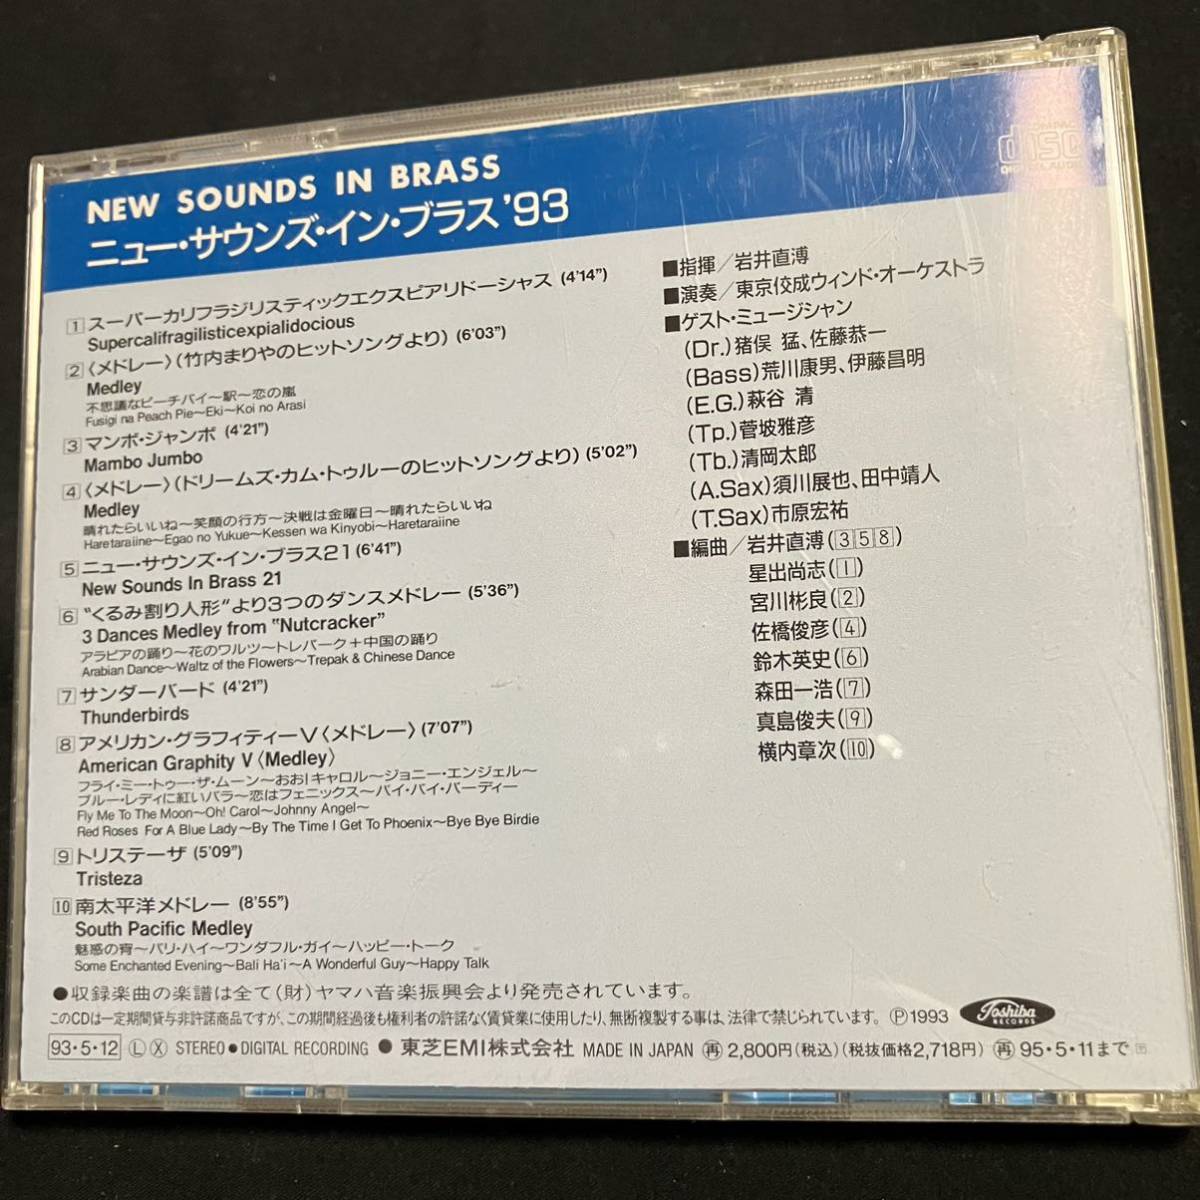 NEW SOUNDS IN BRASS
ニュー・サウンズ・イン・ブラス '93
disc
1 スーパーカリフラジリスティックエクスピアリドーシャス (4'14")
Supercalifragilisticexpialidocious
2 〈メドレー〉(竹内まりやのヒットソングより) (6'03")
Medley
不思議なピーチパイ〜駅〜恋の嵐
Fusigi na Peach Pie〜Eki〜Koi no Arasi
3 マンボ・ジャンボ (4'21")
Mambo Jumbo
4 〈メドレー〉(ドリームズ・カム・トゥルーのヒットソングより) (5'02")
Medley
晴れたらいいね〜笑顔の行方〜決戦は金曜日〜晴れたらいいね
Haretaraiine〜Egao no Yukue〜Kessen wa Kinyobi〜Haretaraiine
5 ニュー・サウンズ・イン・ブラス21 (6'41")
New Sounds In Brass 21
6 "くるみ割り人形"より3つのダンスメドレー (5'36")
3 Dances Medley from "Nutcracker"
アラビアの踊り〜花のワルツ〜トレパーク+中国の踊り
Arabian Dance〜Waltz of the Flowers〜Trepak & Chinese Dance
7 サンダーバード (4'21")
Thunderbirds
8 アメリカン・グラフィティーV〈メドレー〉(7'07")
American Graphity V〈Medley〉
フライ・ミー・トゥー・ザ・ムーン〜おお!キャロル〜ジョニー・エンジェル〜
ブルー・レディに紅いバラ〜恋はフェニックス〜バイ・バイ・バーディー
Fly Me To The Moon〜Oh! Carol〜Johnny Angel〜
Red Roses For A Blue Lady〜By The Time I Get To Phoenix〜Bye Bye Birdie
9 トリステーザ (5'09")
Tristeza
10 南太平洋メドレー (8'55")
South Pacific Medley
魅惑の宵〜バリ・ハイ〜ワンダフル・ガイ〜ハッピー・トーク
Some Enchanted Evening〜Bali Ha'i〜A Wonderful Guy〜Happy Talk
■指揮/岩井直溥
■演奏/東京佼成ウィンド・オーケストラ
■ゲスト・ミュージシャン
(Dr.)猪俣 猛、佐藤恭一
(Bass)荒川康男、伊藤昌明
(E.G.)萩谷 清
(Tp.)菅坡雅彦
(Tb.)清岡太郎
(A.Sax)須川展也、田中靖人
(T.Sax)市原宏祐
■編曲/岩井直溥(3 5 8)
星出尚志(1)
宮川彬良(2)
佐橋俊彦(4)
鈴木英史(6)
森田一浩(7)
真島俊夫(9)
横内章次(10)
●収録楽曲の楽譜は全て(財)ヤマハ音楽振興会より発売されています。
このCDは一定期間貸与非許諾商品ですが、この期間経過後も権利者の許諾なく賃貸業に使用したり、無断複製する事は、法律で禁じられています。 Ⓟ1993
Toshiba RECORDS
93・5・12 Ⓛ Ⓧ STEREO●DIGITAL RECORDING ● 東芝EMI株式会社 MADE IN JAPAN ㊢再 2,800円(税込)(税抜価格2,718円) 再 95・5・11まで